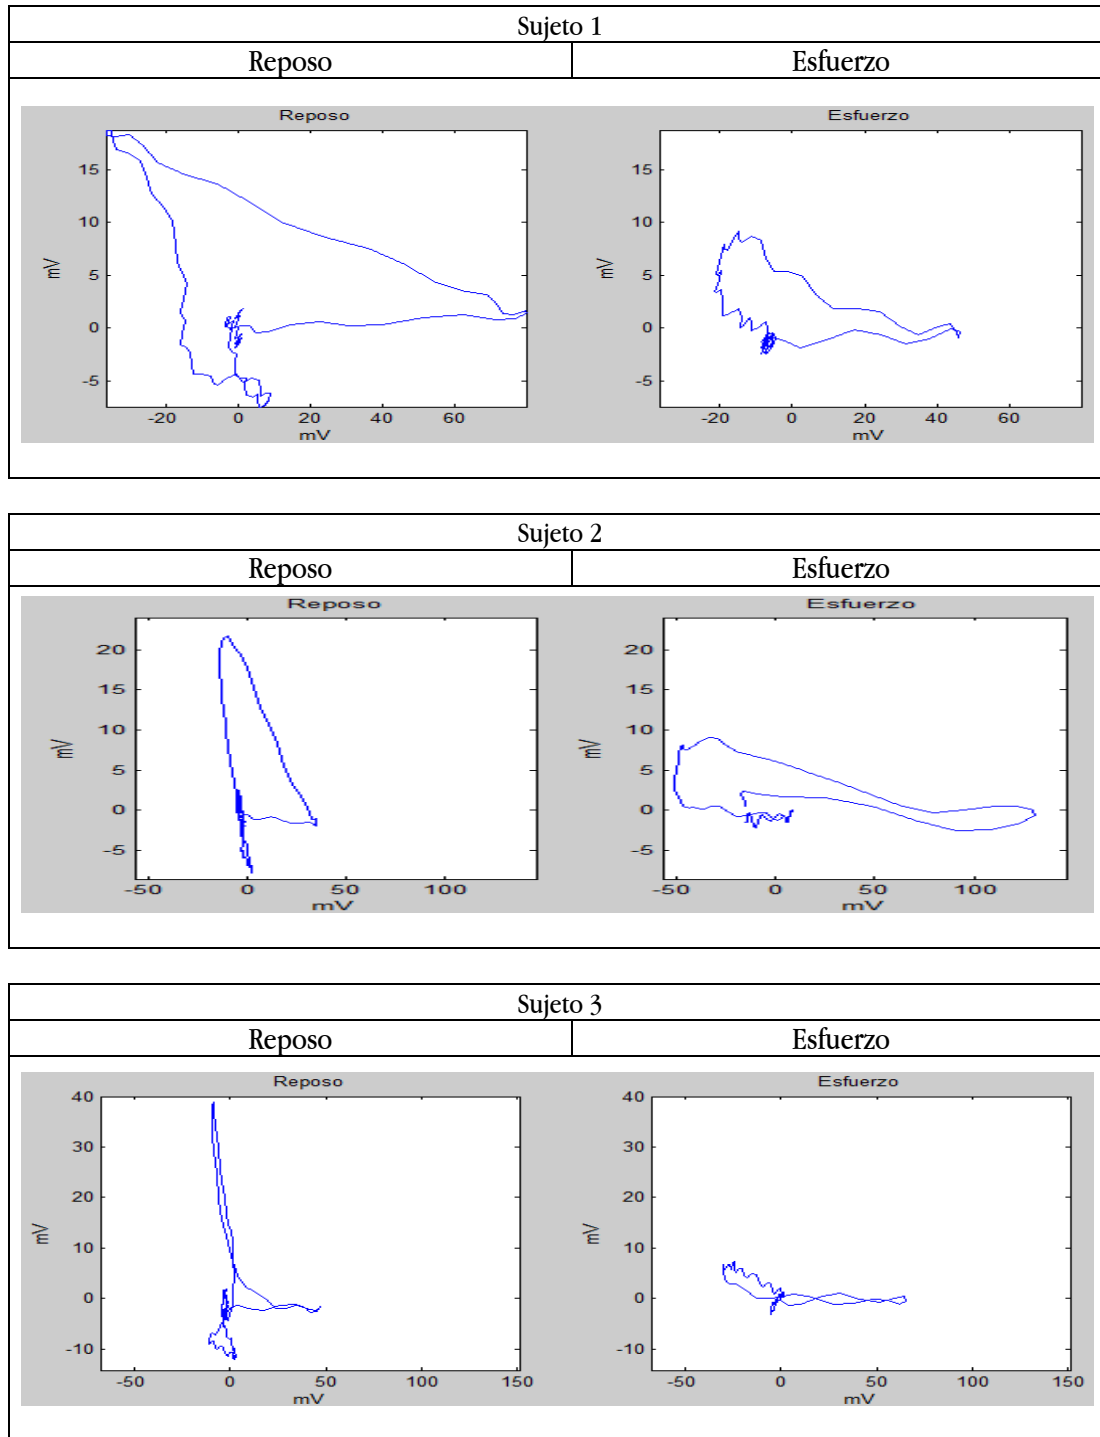 Sujeto 1
Reposo Esfuerzo
Reposo Esfuerzo
15 15
10 10
mV mV
5 5
0 0
-5 -5
-20 0 20 40 60 -20 0 20 40 60
mV mV
Sujeto 2
Reposo Esfuerzo
Reposo Esfuerzo
20 20
15 15
10 10
mV mV
5 5
0 0
-5 -5
-50 0 50 100 -50 0 50 100
mV mV
Sujeto 3
Reposo Esfuerzo
Reposo Esfuerzo
40 40
30 30
20 20
mV mV
10 10
0 0
-10 -10
-50 0 50 100 150 -50 0 50 100 150
mV mV